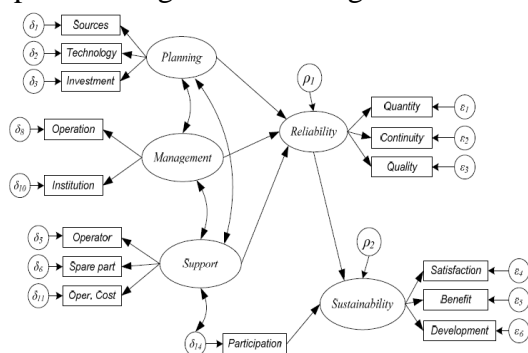 δ1
Sources
δ2
Technology
δ3
Investment
Planning
δ8
Operation
Management
δ10
Institution
δ5
Operator
δ6
Spare part
δ11
Oper, Cost
Support
δ14
Participation
ρ1
Reliability
Quantity
ε1
Continuity
ε2
Quality
ε3
ρ2
Sustainability
Satisfaction
ε4
Benefit
ε5
Development
ε6